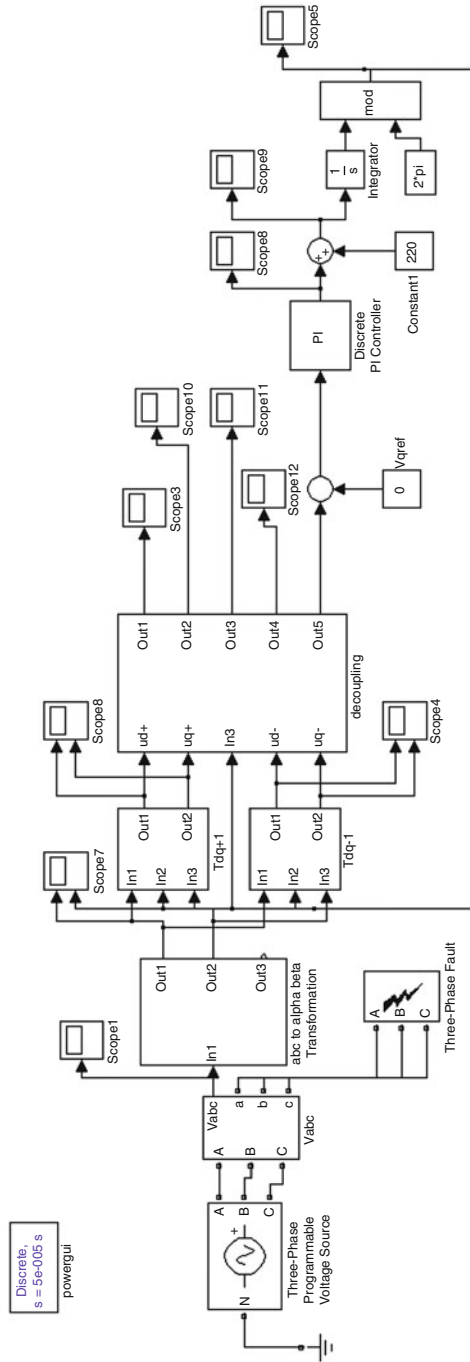 Discrete,
s = 5e-005 s
powergui
N
A
B
C
+
Three-Phase
Programmable
Voltage Source
A
B
C
Vabc
a
b
c
Vabc
Scope1
In1
Out1
Out2
Out3
abc to alpha beta
Transformation
A
B
C
Three-Phase Fault
Scope7
In1
In2
In3
Out1
Out2
Tdq+1
In1
In2
In3
Out1
Out2
Tdq-1
Scope8
Scope4
ud+
uq+
In3
ud-
uq-
Out1
Out2
Out3
Out4
Out5
decoupling
Scope3
Scope10
Scope11
Scope12
0
Vqref
PI
Discrete
PI Controller
Scope8
Scope9
+
+
220
Constant1
1
s
Integrator
2*pi
mod
Scope5